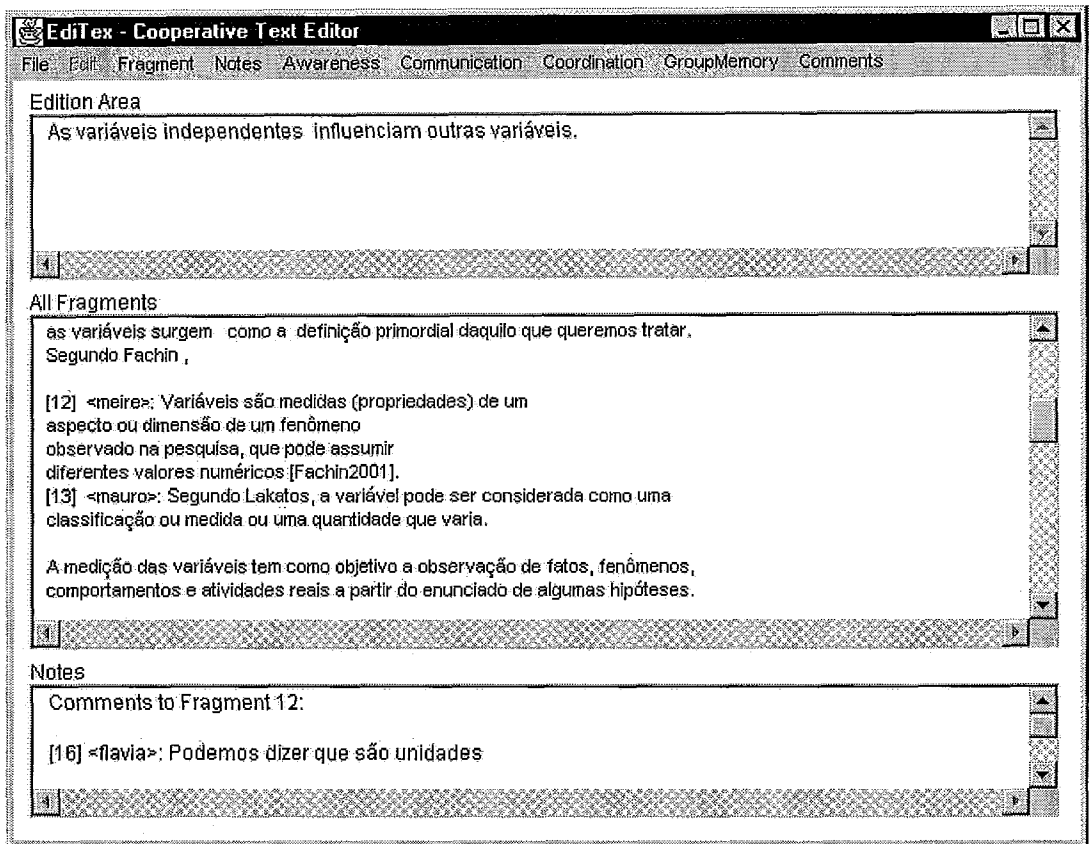 EdiTex - Cooperative Text Editor
File Edit Fragment Notes Awareness Communication Coordination GroupMemory Comments
Edition Area
As variáveis independentes influenciam outras variáveis.
All Fragments
as variáveis surgem como a definição primordial daquilo que queremos tratar.
Segundo Fachin ,
[12] <meire>: Variáveis são medidas (propriedades) de um
aspecto ou dimensão de um fenômeno
observado na pesquisa, que pode assumir
diferentes valores numéricos [Fachin2001].
[13] <mauro>: Segundo Lakatos, a variável pode ser considerada como uma
classificação ou medida ou uma quantidade que varia.
A medição das variáveis tem como objetivo a observação de fatos, fenômenos,
comportamentos e atividades reais a partir do enunciado de algumas hipóteses.
Notes
Comments to Fragment 12:
[16] <flavia>: Podemos dizer que são unidades